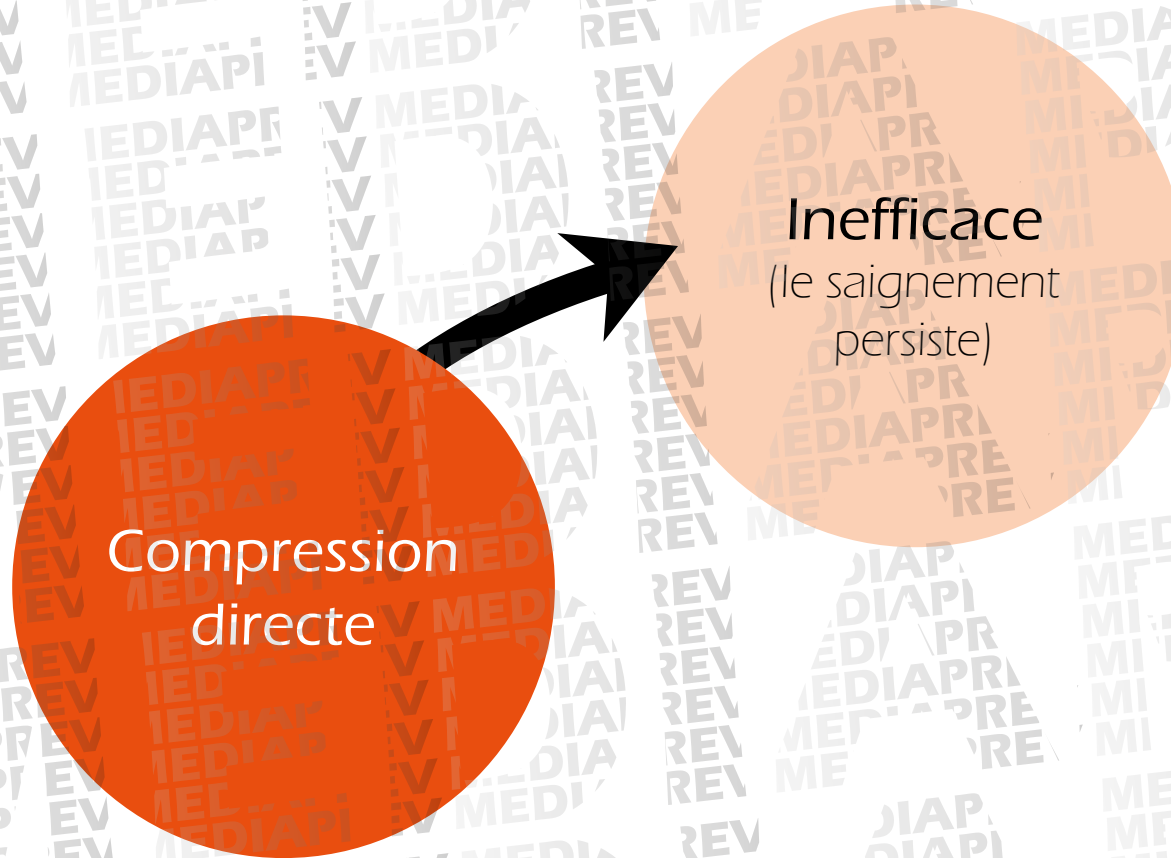 Inefficace
(le saignement
persiste)
Compression
directe